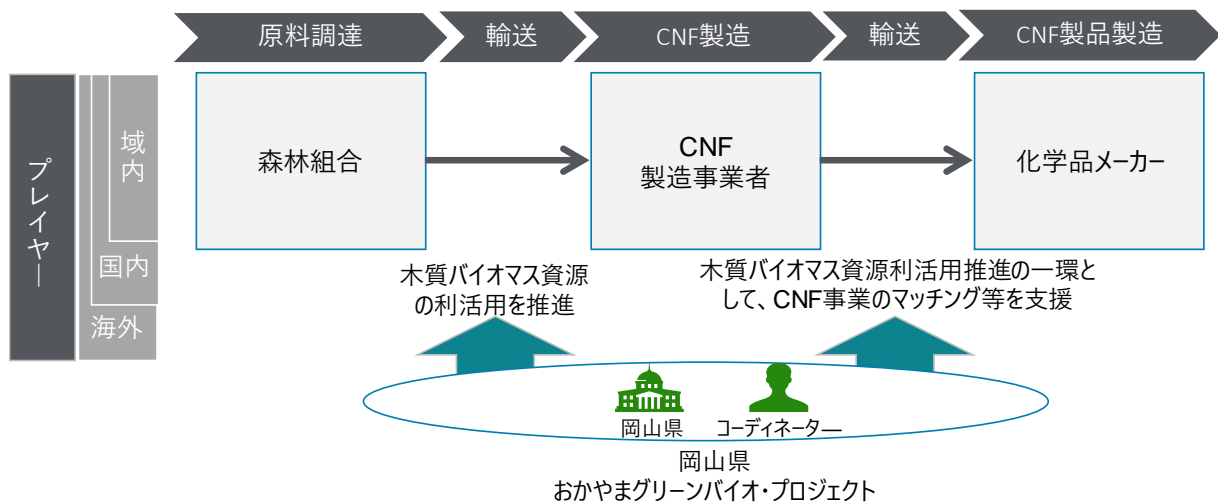 原料調達
輸送
CNF製造
輸送
CNF製品製造
プレイヤー
域内
国内
海外
森林組合
CNF
製造事業者
化学品メーカー
木質バイオマス資源
の利活用を推進
木質バイオマス資源利活用推進の一環と
して、CNF事業のマッチング等を支援
岡山県
コーディネーター
岡山県
おかやまグリーンバイオ・プロジェクト